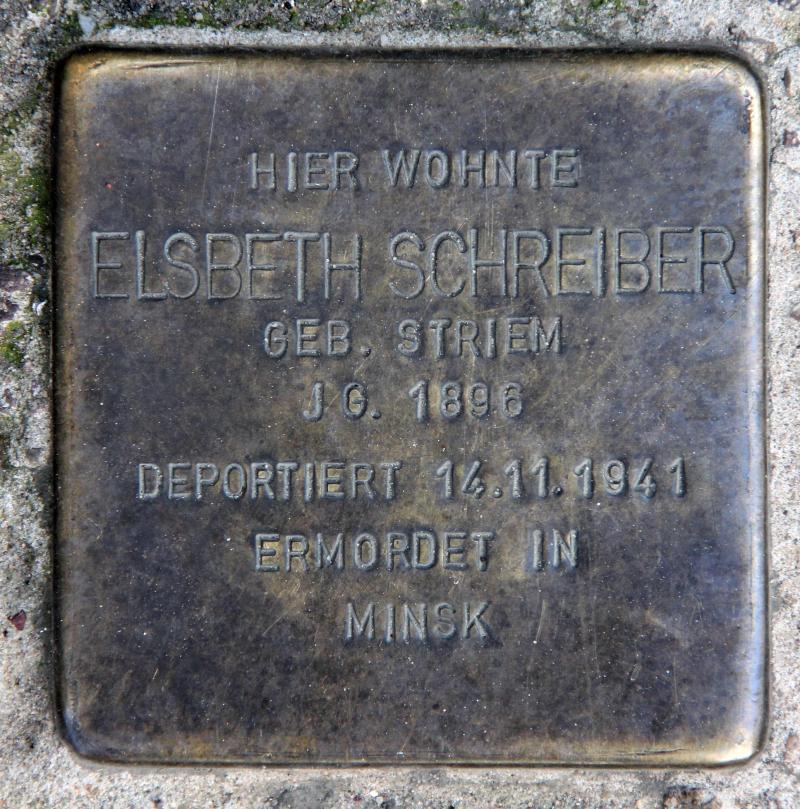 HIER WOHNTE
ELSBETH SCHREIBER
GEB. STRIEM
JG. 1896
DEPORTIERT 14.11.1941
ERMORDET IN
MINSK